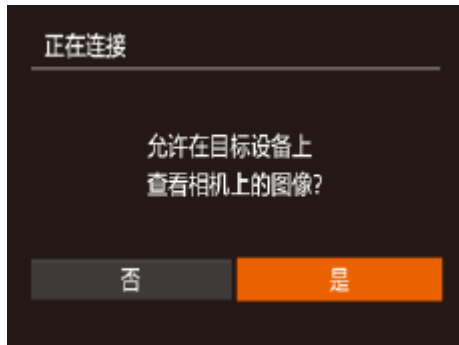 正在连接
允许在目标设备上
查看相机上的图像?
否
是